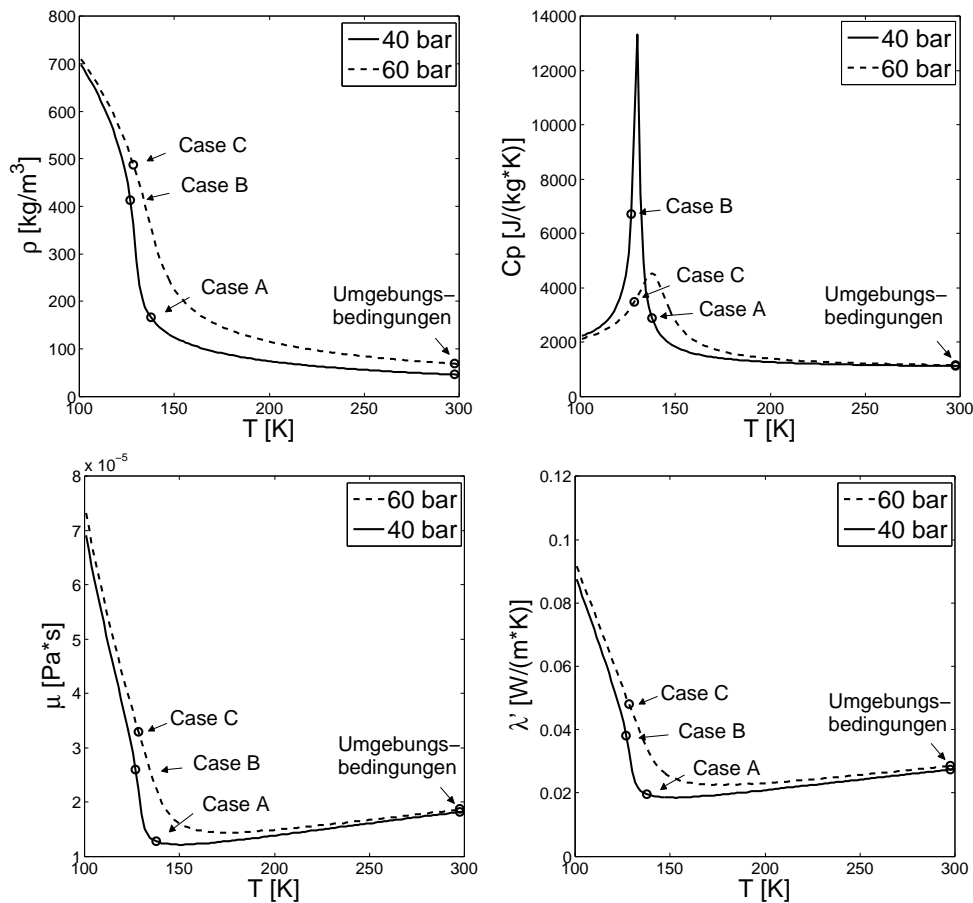 800
700
600
500
400
300
200
100
0
100
150
200
250
300
ρ [kg/m³]
T [K]
40 bar
60 bar
Case C
Case B
Case A
Umgebungs–
bedingungen
14000
12000
10000
8000
6000
4000
2000
0
100
150
200
250
300
Cp [J/(kg*K)]
T [K]
40 bar
60 bar
Case B
Case C
Case A
Umgebungs–
bedingungen
x 10⁻⁵
8
7
6
5
4
3
2
1
100
150
200
250
300
μ [Pa*s]
T [K]
60 bar
40 bar
Case C
Case B
Case A
Umgebungs–
bedingungen
0.12
0.1
0.08
0.06
0.04
0.02
0
100
150
200
250
300
λ' [W/(m*K)]
T [K]
60 bar
40 bar
Case C
Case B
Case A
Umgebungs–
bedingungen